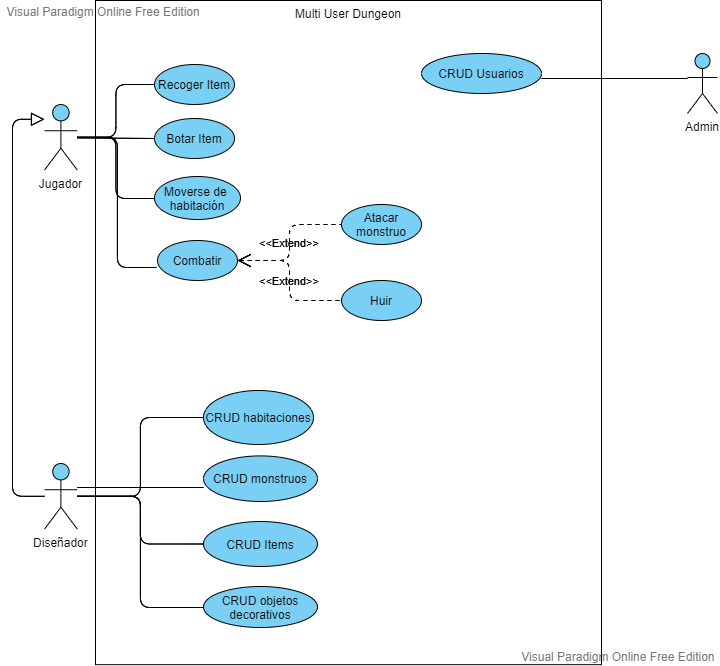 Visual Paradigm Online Free Edition
Multi User Dungeon
CRUD Usuarios
Admin
Recoger Item
Botar Item
Jugador
Moverse de
habitación
Atacar
monstruo
<<Extend>>
Combatir
<<Extend>>
Huir
CRUD habitaciones
CRUD monstruos
Diseñador
CRUD Items
CRUD objetos
decorativos
Visual Paradigm Online Free Edition